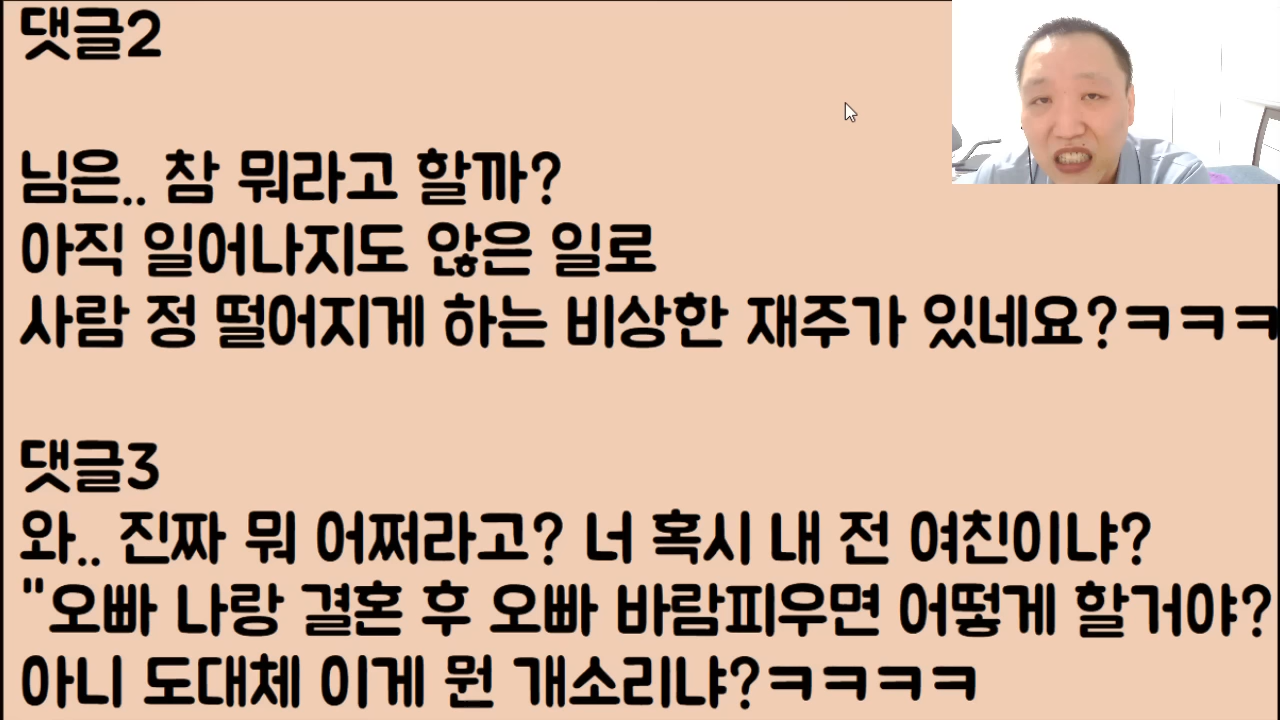 댓글2
님은.. 참 뭐라고 할까?
아직 일어나지도 않은 일로
사람 정 떨어지게 하는 비상한 재주가 있네요?ㅋㅋㅋ
댓글3
와.. 진짜 뭐 어쩌라고? 너 혹시 내 전 여친이냐?
"오빠 나랑 결혼 후 오빠 바람피우면 어떻게 할거야?
아니 도대체 이게 뭔 개소리냐?ㅋㅋㅋㅋ